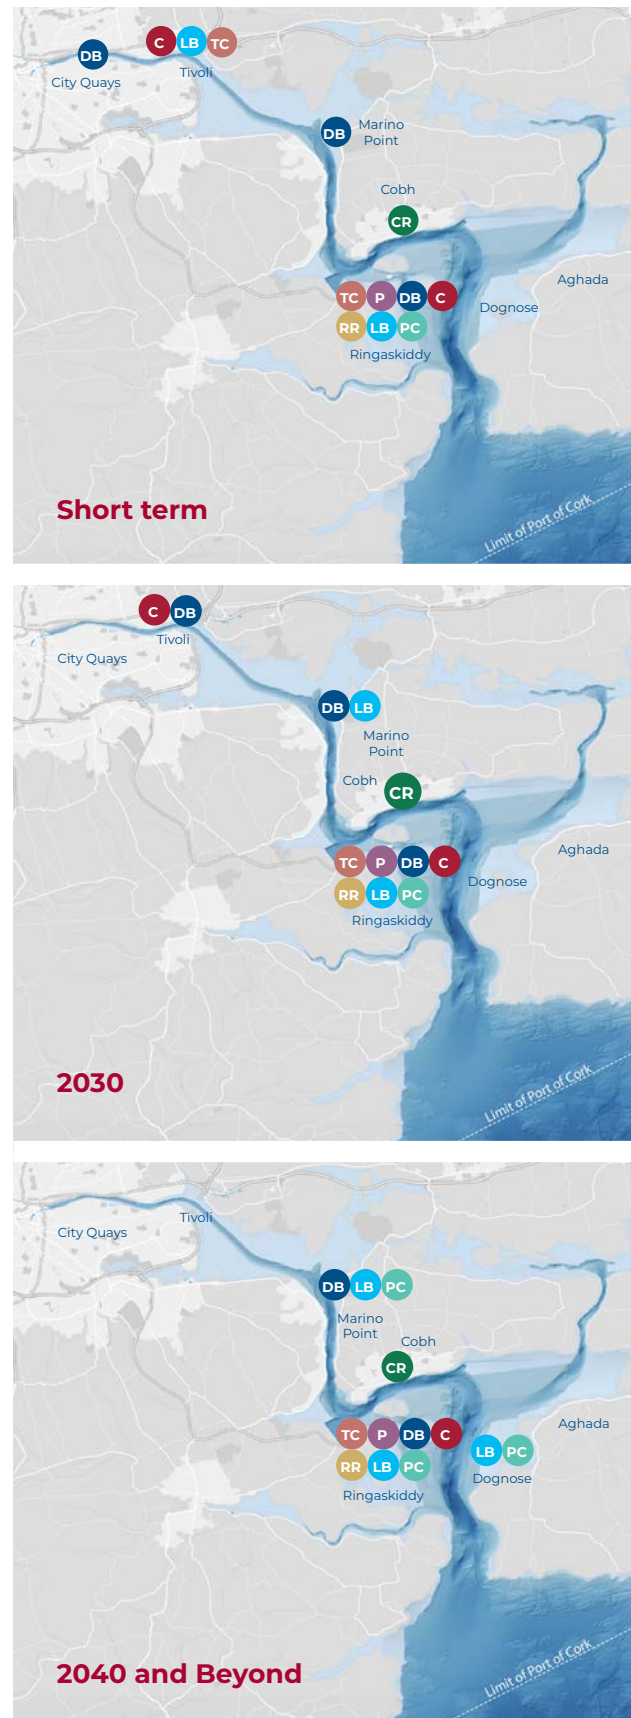 C LB TC
DB
City Quays
Tivoli
DB
Marino
Point
Cobh
CR
Aghada
TC P DB C
Dognose
RR LB PC
Ringaskiddy
Short term
Limit of Port of Cork
C DB
Tivoli
City Quays
DB LB
Marino
Point
Cobh
CR
Aghada
TC P DB C
Dognose
RR LB PC
Ringaskiddy
2030
Limit of Port of Cork
Tivoli
City Quays
DB LB PC
Marino
Point
Cobh
CR
Aghada
TC P DB C
LB PC
RR LB PC
Dognose
Ringaskiddy
2040 and Beyond
Limit of Port of Cork